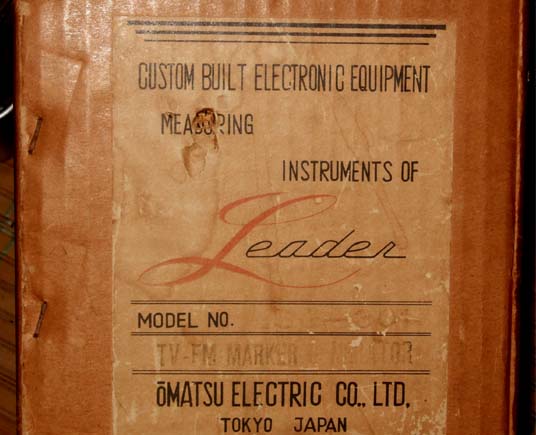 CUSTOM BUILT ELECTRONIC EQUIPMENT
MEASURING
INSTRUMENTS OF
Leader
MODEL NO.
TV-FM MARKER
ŌMATSU ELECTRIC CO., LTD.
TOKYO JAPAN